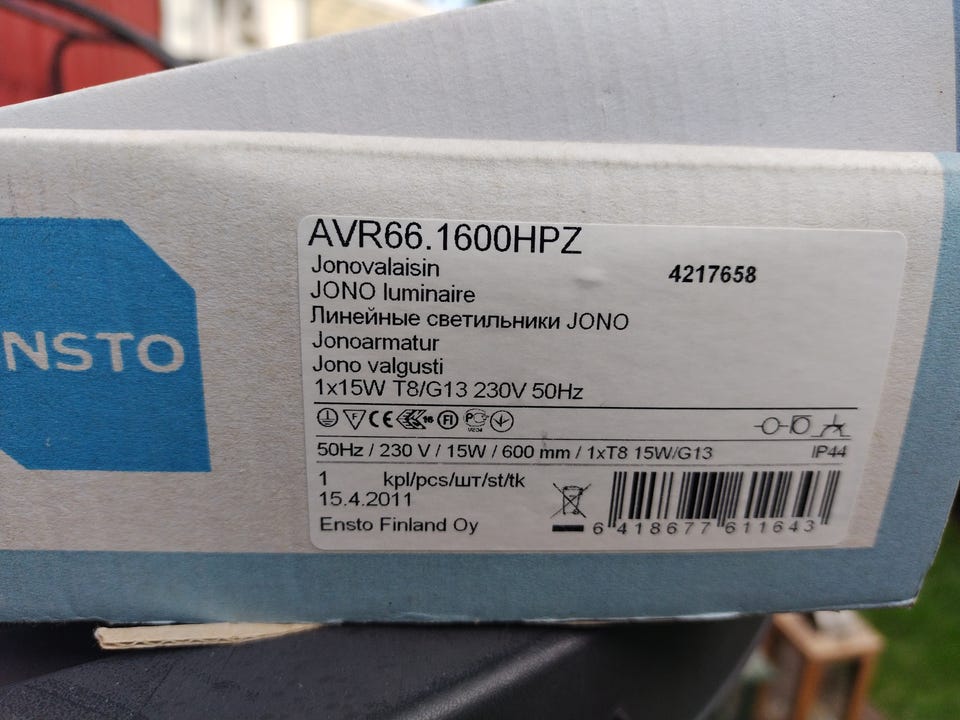 NSTO
AVR66.1600HPZ
4217658
Jonovalaisin
JONO luminaire
Линейные светильники JONO
Jonoarmatur
Jono valgusti
1x15W T8/G13 230V 50Hz
50Hz / 230 V / 15W / 600 mm / 1xT8 15W/G13 IP44
1 kpl/pcs/шт/st/tk
15.4.2011
Ensto Finland Oy
6 418677 611643